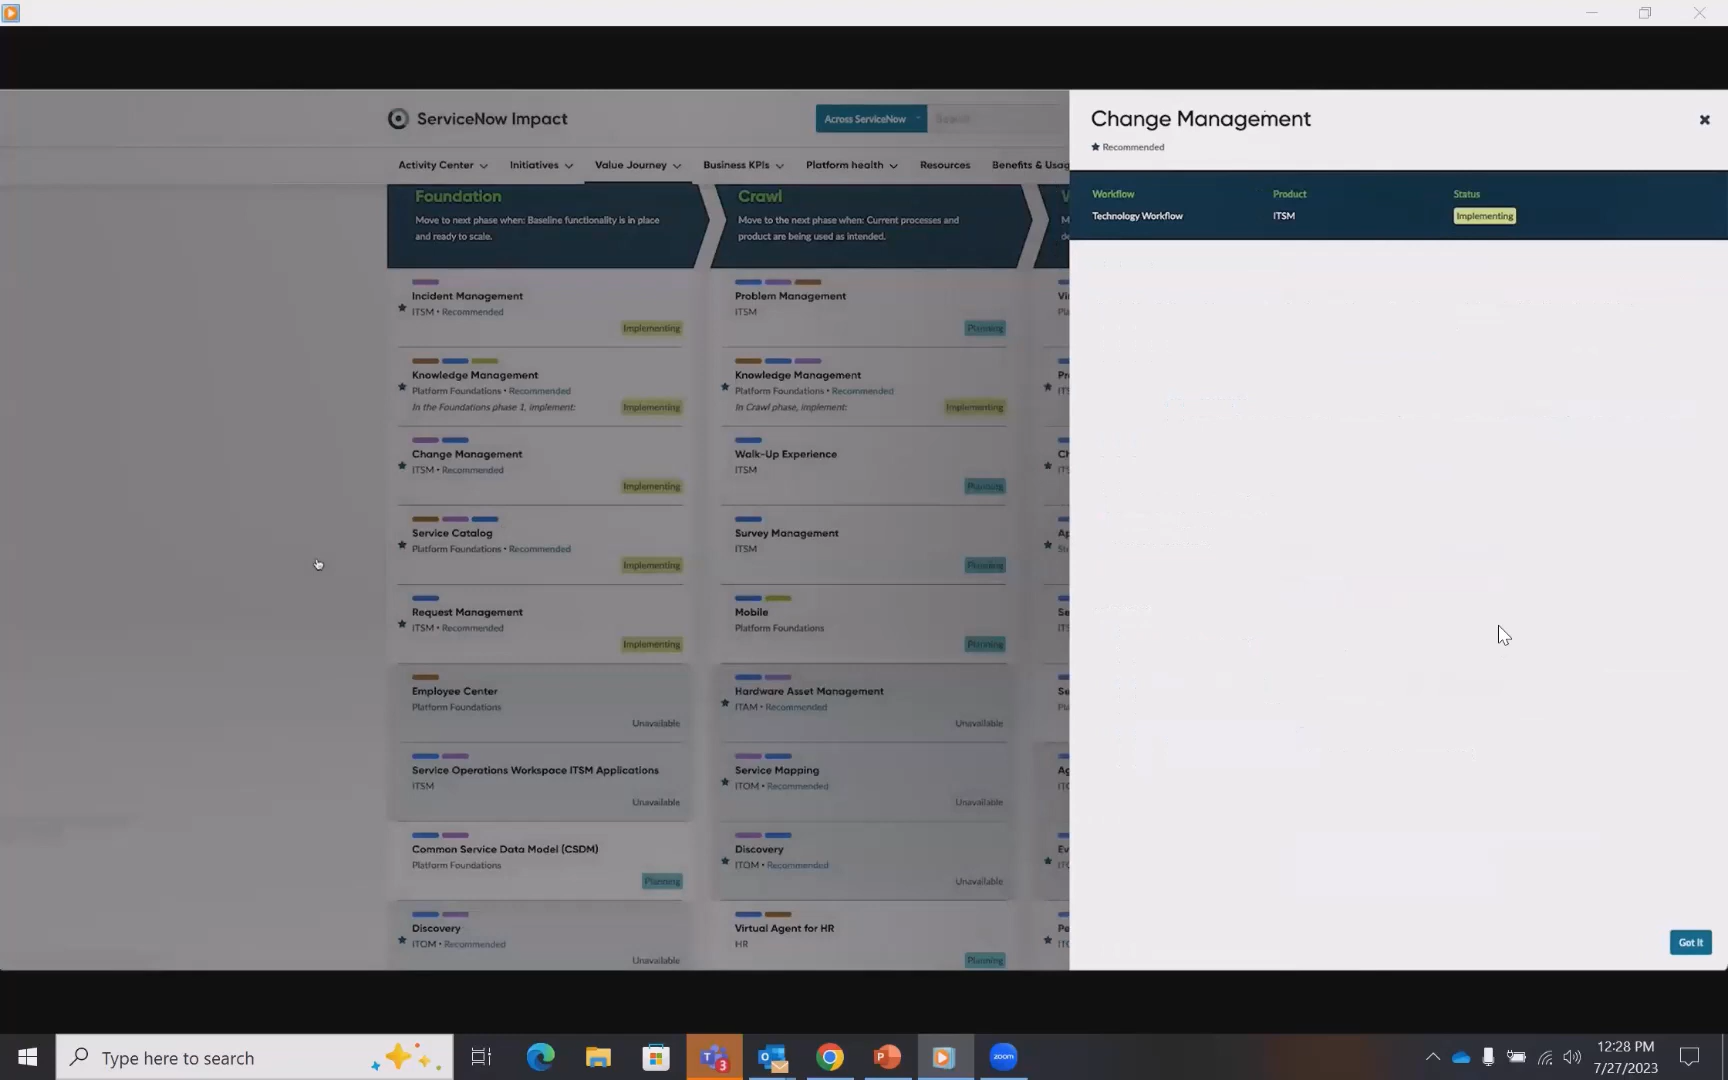 ServiceNow Impact
Across ServiceNow
Search
Activity Center
Initiatives
Value Journey
Business KPIs
Platform health
Resources
Benefits & Usag
Foundation
Move to next phase when: Baseline functionality is in place
and ready to scale.
Incident Management
ITSM • Recommended
Implementing
Knowledge Management
Platform Foundations • Recommended
In the Foundations phase 1, implement:
Implementing
Change Management
ITSM • Recommended
Implementing
Service Catalog
Platform Foundations • Recommended
Implementing
Request Management
ITSM • Recommended
Implementing
Employee Center
Platform Foundations
Unavailable
Service Operations Workspace ITSM Applications
ITSM
Unavailable
Common Service Data Model (CSDM)
Platform Foundations
Planning
Discovery
ITOM • Recommended
Unavailable
Crawl
Move to the next phase when: Current processes and
product are being used as intended.
Problem Management
ITSM
Planning
Knowledge Management
Platform Foundations • Recommended
In Crawl phase, implement:
Implementing
Walk-Up Experience
ITSM
Planning
Survey Management
ITSM
Planning
Mobile
Platform Foundations
Planning
Hardware Asset Management
ITAM • Recommended
Unavailable
Service Mapping
ITOM • Recommended
Unavailable
Discovery
ITOM • Recommended
Unavailable
Virtual Agent for HR
HR
Planning
Change Management
Recommended
Workflow
Technology Workflow
Product
ITSM
Status
Implementing
Got It
Type here to search
3
zoom
12:28 PM
7/27/2023